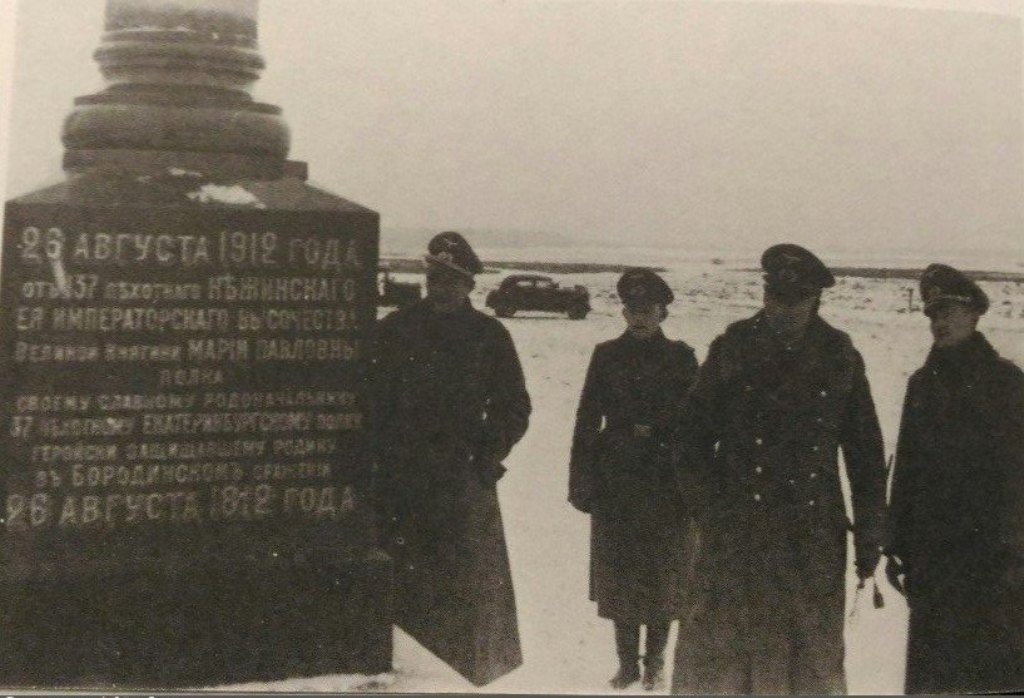 26 АВГУСТА 1912 ГОДА
отъ 137 пѣхотнаго НѢЖИНСКАГО
ЕЯ ИМПЕРАТОРСКАГО ВЫСОЧЕСТВА
ВЕЛИКОЙ КНЯГИНИ МАРІИ ПАВЛОВНЫ
ПОЛКА
СВОЕМУ СЛАВНОМУ РОДОНАЧАЛЬНИКУ
37 ПѢХОТНОМУ ЕКАТЕРИНБУРГСКОМУ ПОЛКУ
ГЕРОЙСКИ ЗАЩИЩАВШЕМУ РОДИНУ
ВЪ БОРОДИНСКОМЪ СРАЖЕНІИ
26 АВГУСТА 1812 ГОДА